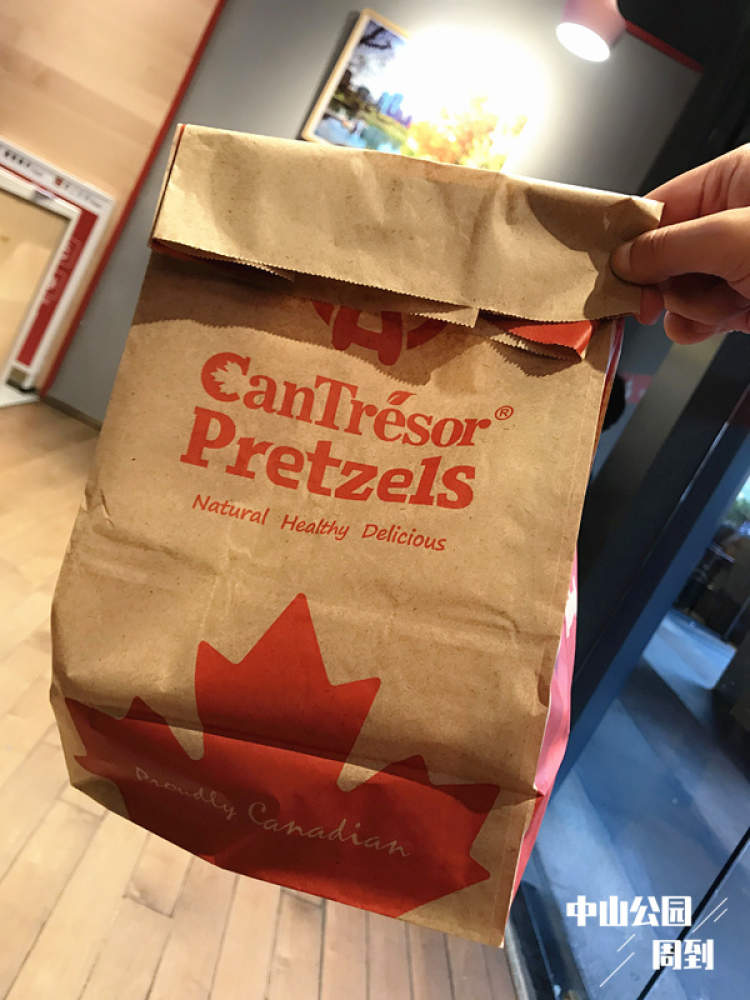 CanTrésor®
Pretzels
Natural Healthy Delicious
Proudly Canadian
中山公园
周到